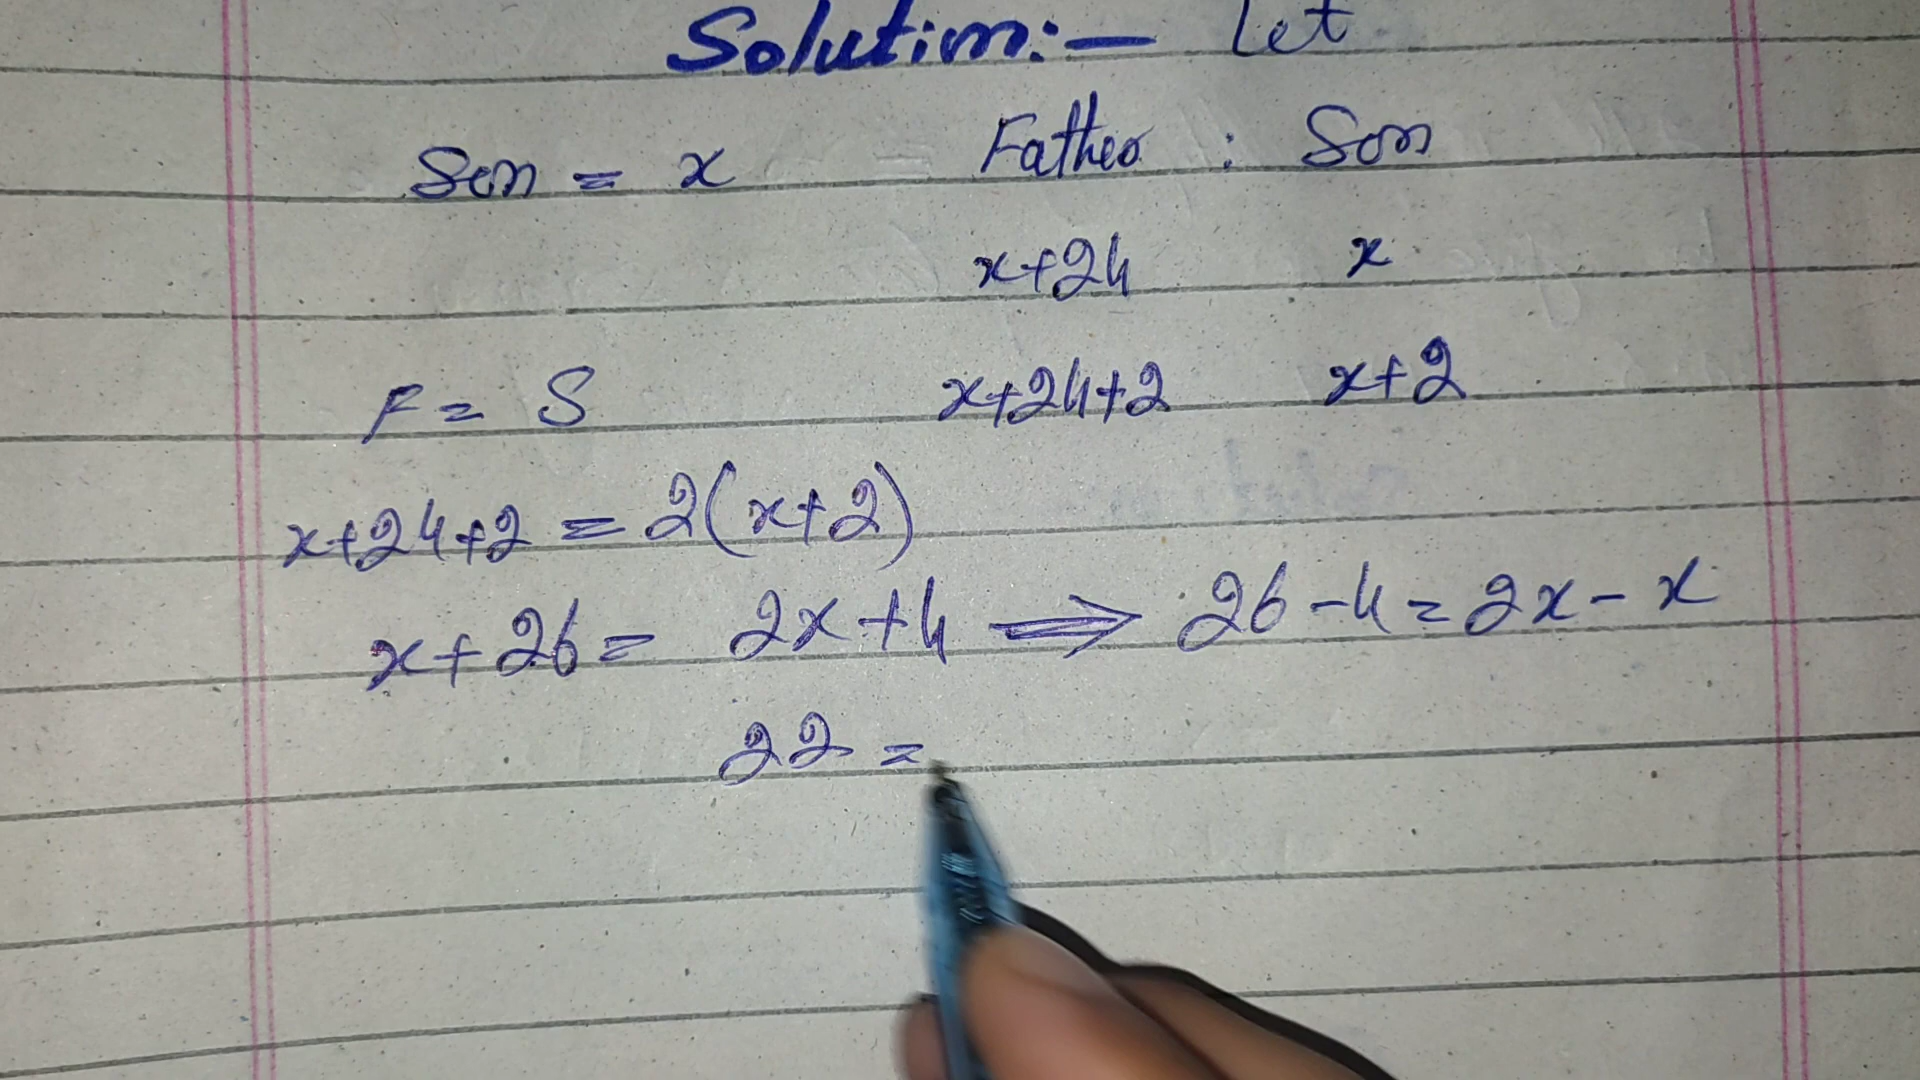 Solution:— Let
Son = x Father : Son
x+24 x
F = S x+24+2 x+2
x+24+2 = 2(x+2)
x+26 = 2x+4 ⟹ 26-4=2x-x
22 =